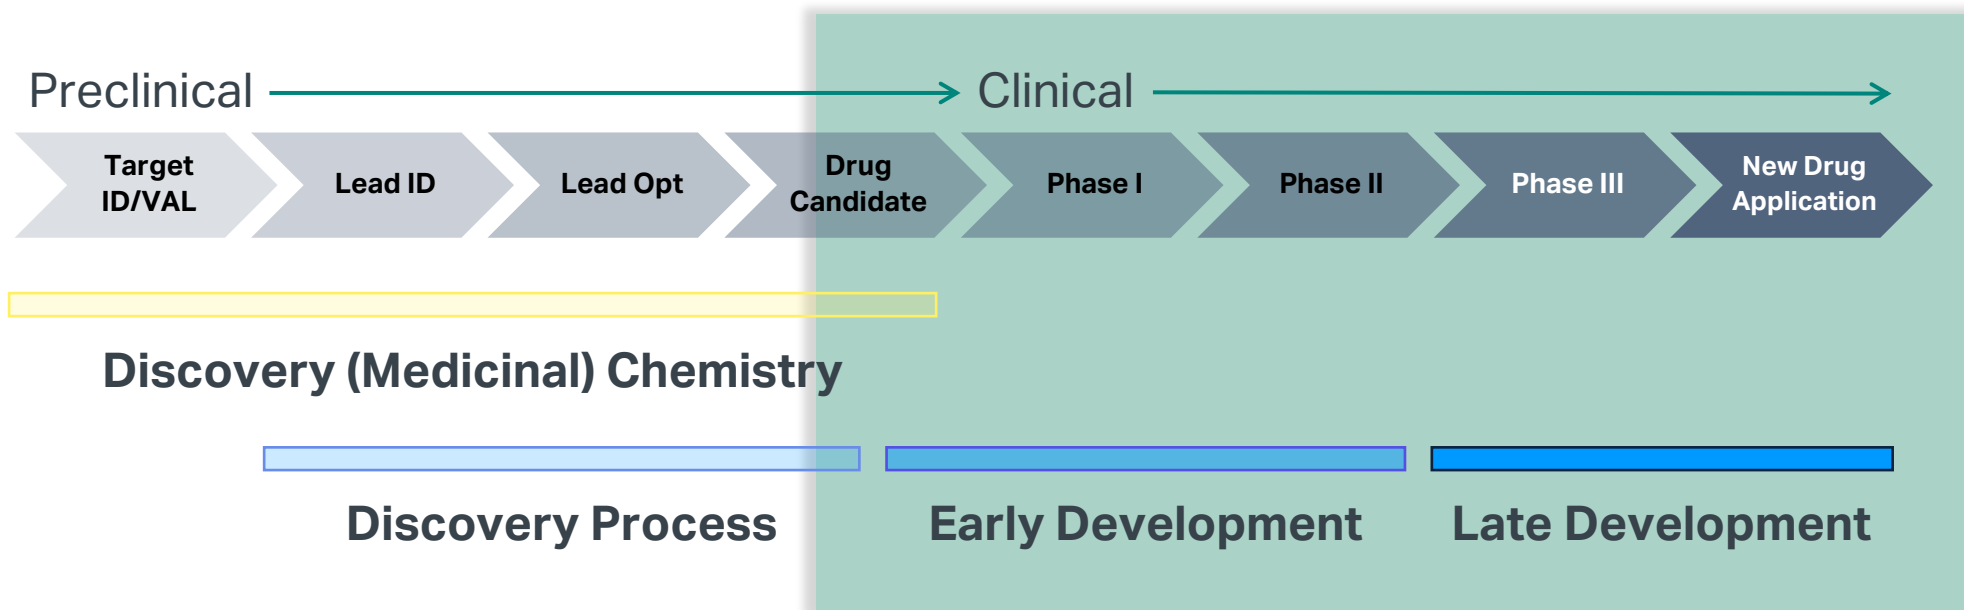 Preclinical
Clinical
Target
ID/VAL
Lead ID
Lead Opt
Drug
Candidate
Phase I
Phase II
Phase III
New Drug
Application
Discovery (Medicinal) Chemistry
Discovery Process
Early Development
Late Development